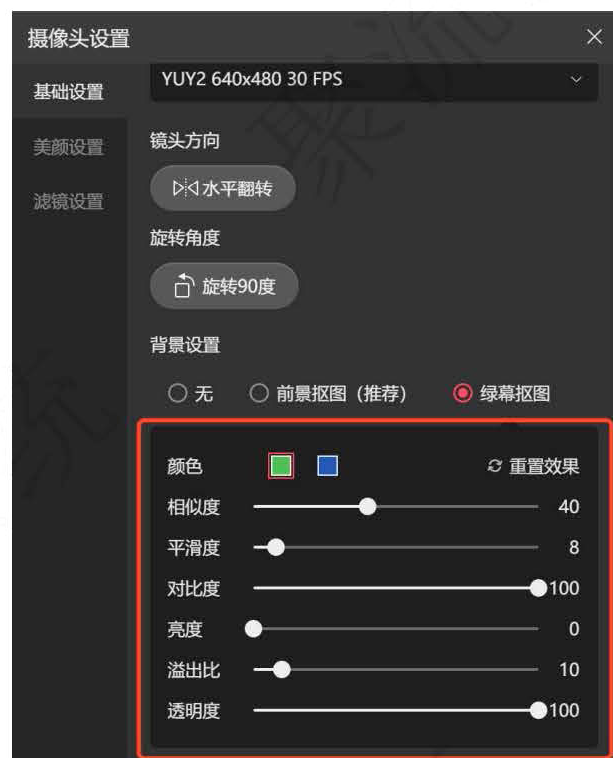 摄像头设置
基础设置
YUY2 640x480 30 FPS
美颜设置
镜头方向
水平翻转
滤镜设置
旋转角度
旋转90度
背景设置
无 前景抠图（推荐） 绿幕抠图
颜色 重置效果
相似度 40
平滑度 8
对比度 100
亮度 0
溢出比 10
透明度 100